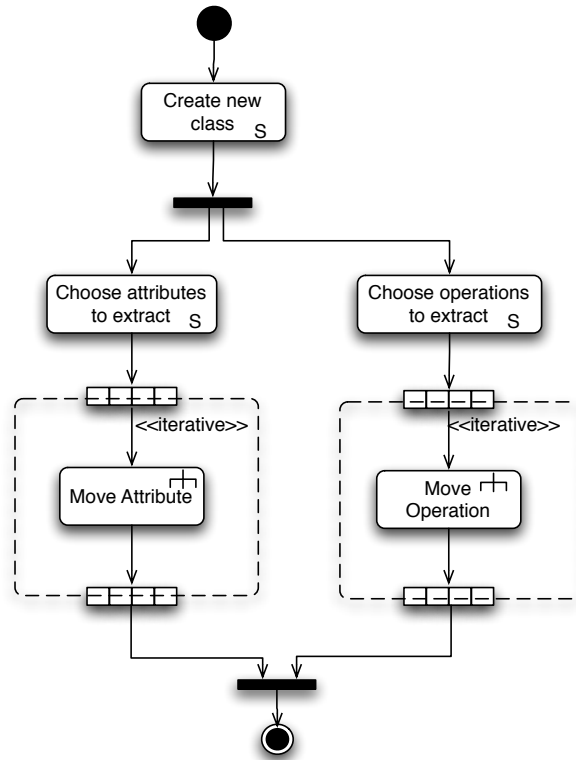 Create new
class S
Choose attributes
to extract S
Choose operations
to extract S
<<iterative>>
<<iterative>>
Move Attribute
Move
Operation